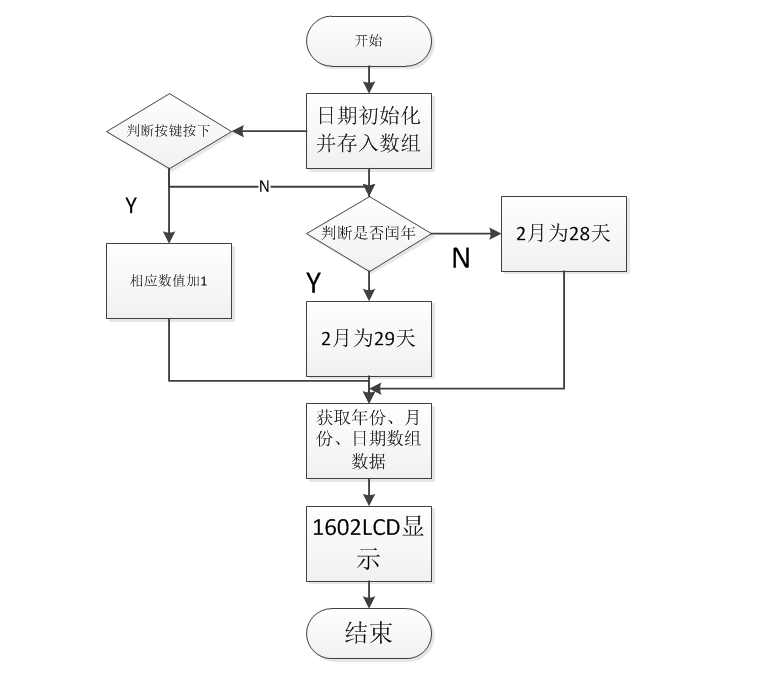 开始
日期初始化
并存入数组
判断按键按下
N
Y
判断是否闰年
2月为28天
N
相应数值加1
Y
2月为29天
获取年份、月
份、日期数组
数据
1602LCD显
示
结束